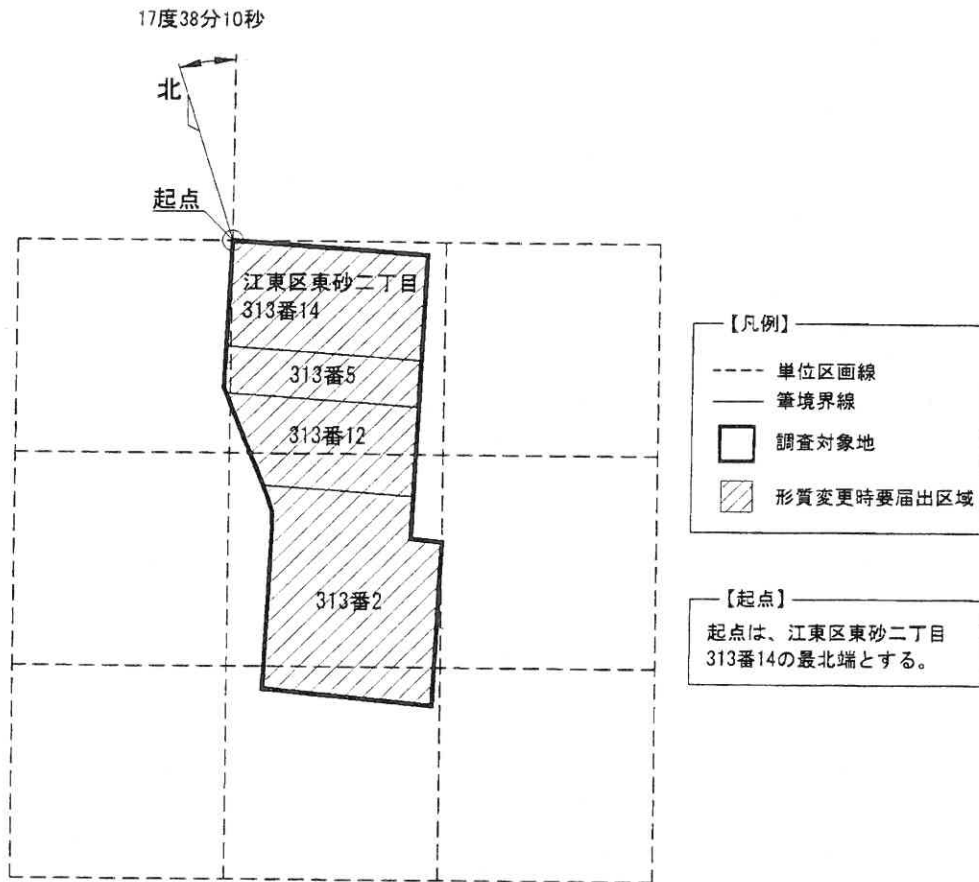 17度38分10秒
北
起点
江東区東砂二丁目
313番14
313番5
313番12
313番2
【凡例】
単位区画線
筆境界線
調査対象地
形質変更時要届出区域
【起点】
起点は、江東区東砂二丁目
313番14の最北端とする。